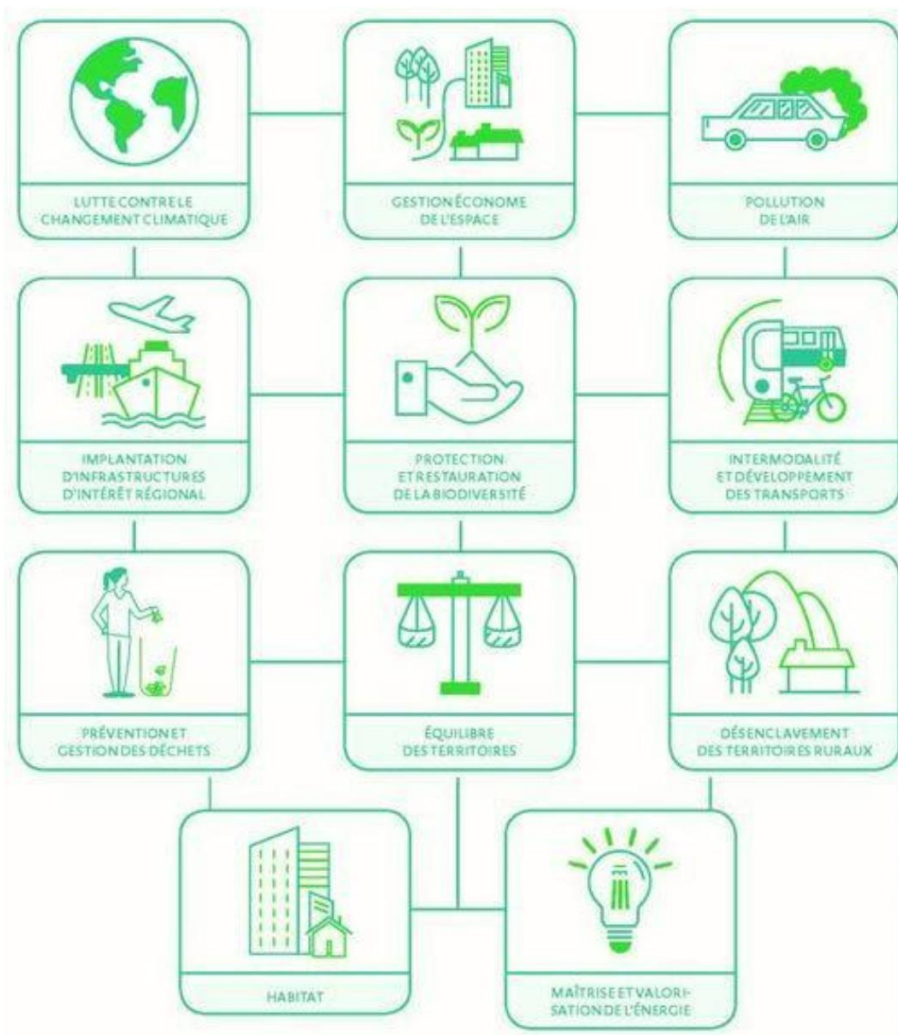 LUTTE CONTRE LE
CHANGEMENT CLIMATIQUE
GESTION ÉCONOME
DE L'ESPACE
POLLUTION
DE L'AIR
IMPLANTATION
D'INFRASTRUCTURES
D'INTÉRÊT RÉGIONAL
PROTECTION
ET RESTAURATION
DE LA BIODIVERSITÉ
INTERMODALITÉ
ET DÉVELOPPEMENT
DES TRANSPORTS
PRÉVENTION ET
GESTION DES DÉCHETS
ÉQUILIBRE
DES TERRITOIRES
DÉSENCLAVEMENT
DES TERRITOIRES RURAUX
HABITAT
MAÎTRISE ET VALORI-
SATION DE L'ÉNERGIE